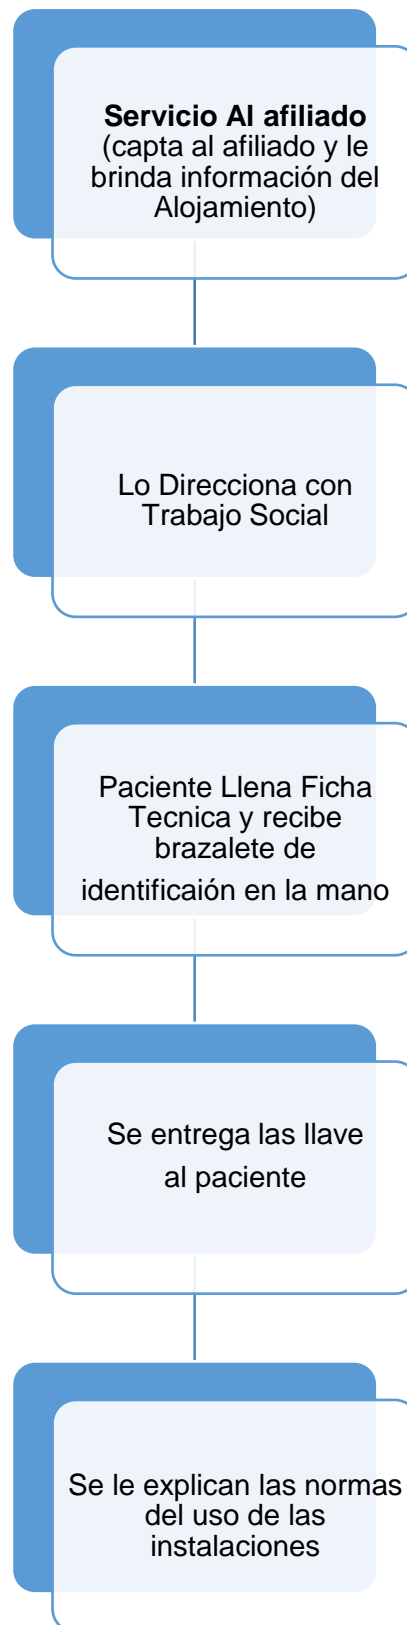 Servicio Al afiliado
(capta al afiliado y le
brinda información del
Alojamiento)
Lo Direcciona con
Trabajo Social
Paciente Llena Ficha
Tecnica y recibe
brazalete de
identificaión en la mano
Se entrega las llave
al paciente
Se le explican las normas
del uso de las
instalaciones